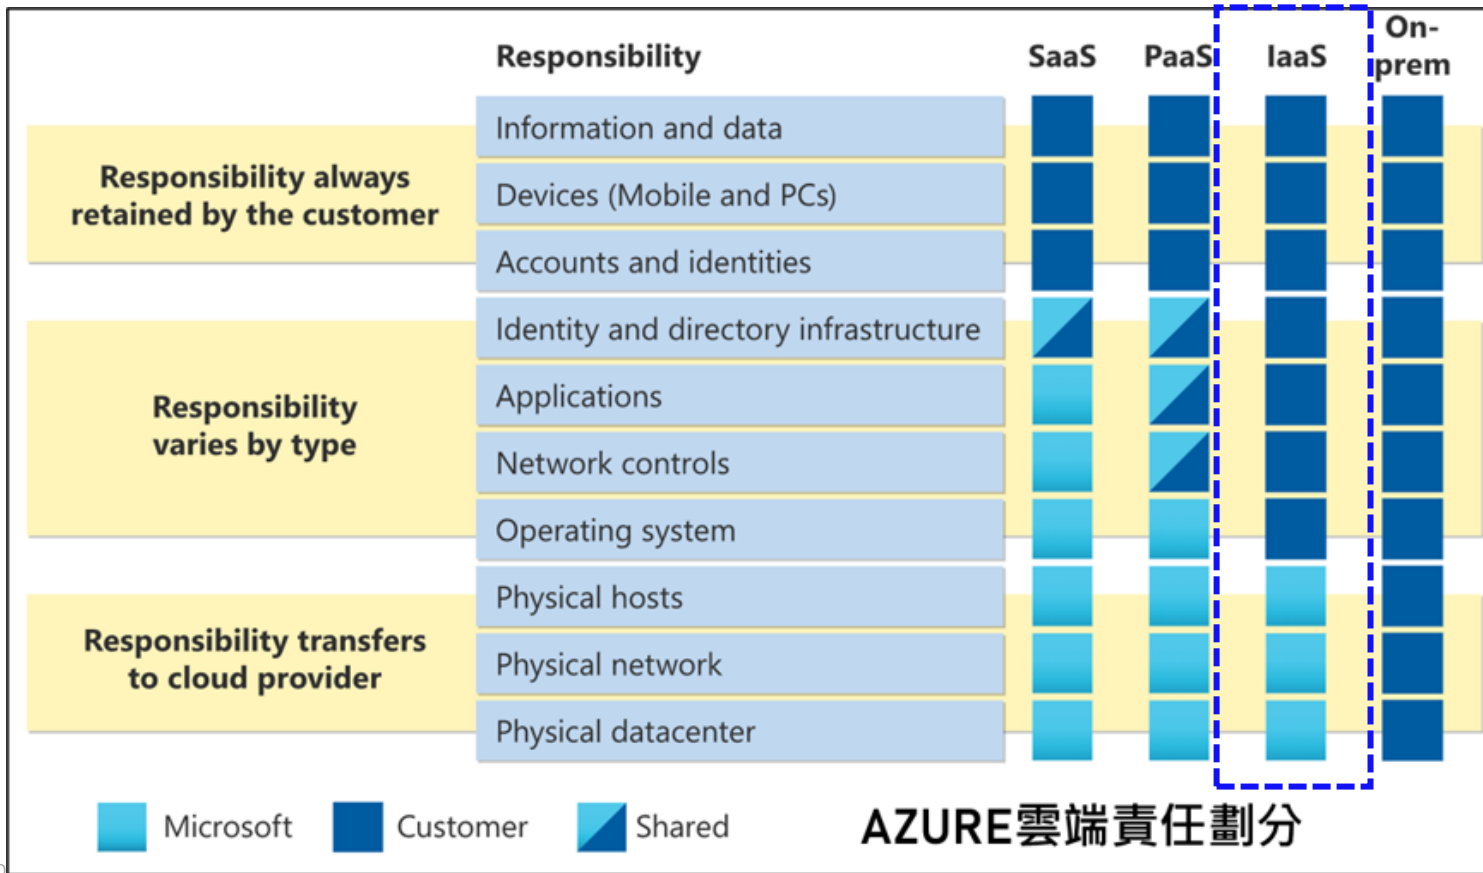 Responsibility
SaaS
PaaS
IaaS
On-
prem
Responsibility always
retained by the customer
Information and data
Devices (Mobile and PCs)
Accounts and identities
Responsibility
varies by type
Identity and directory infrastructure
Applications
Network controls
Operating system
Responsibility transfers
to cloud provider
Physical hosts
Physical network
Physical datacenter
Microsoft
Customer
Shared
AZURE雲端責任劃分